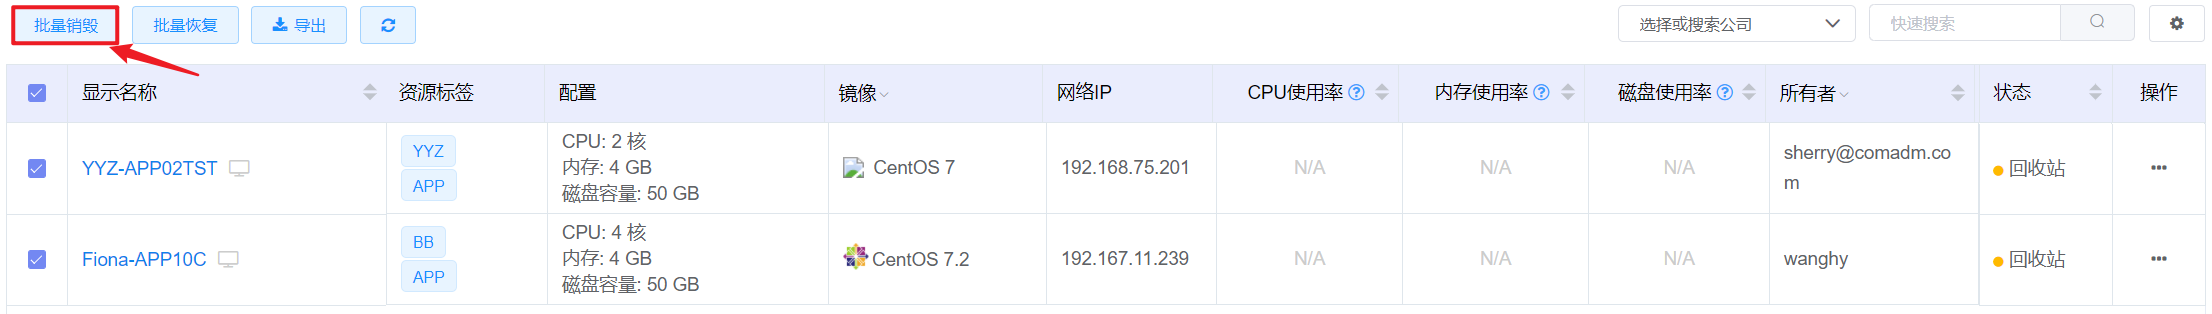 批量销毁 批量恢复 导出 选择或搜索公司 快速搜索
显示名称 资源标签 配置 镜像 网络IP CPU使用率 内存使用率 磁盘使用率 所有者 状态 操作
YYZ-APP02TST
YYZ
APP
CPU: 2 核
内存: 4 GB
磁盘容量: 50 GB
CentOS 7
192.168.75.201
N/A
N/A
N/A
sherry@comadm.co
m
回收站
Fiona-APP10C
BB
APP
CPU: 4 核
内存: 4 GB
磁盘容量: 50 GB
CentOS 7.2
192.167.11.239
N/A
N/A
N/A
wanghy
回收站